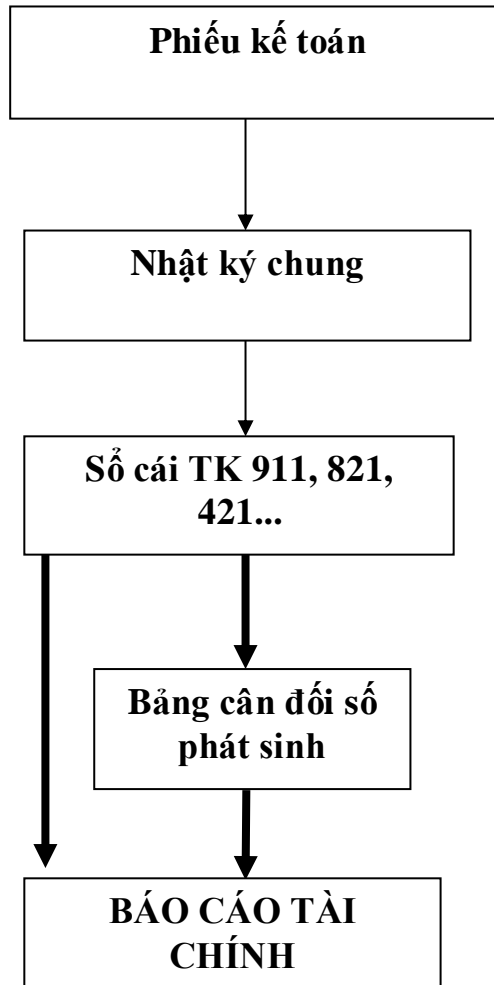 Phiếu kế toán
Nhật ký chung
Sổ cái TK 911, 821,
421...
Bảng cân đối số
phát sinh
BÁO CÁO TÀI
CHÍNH